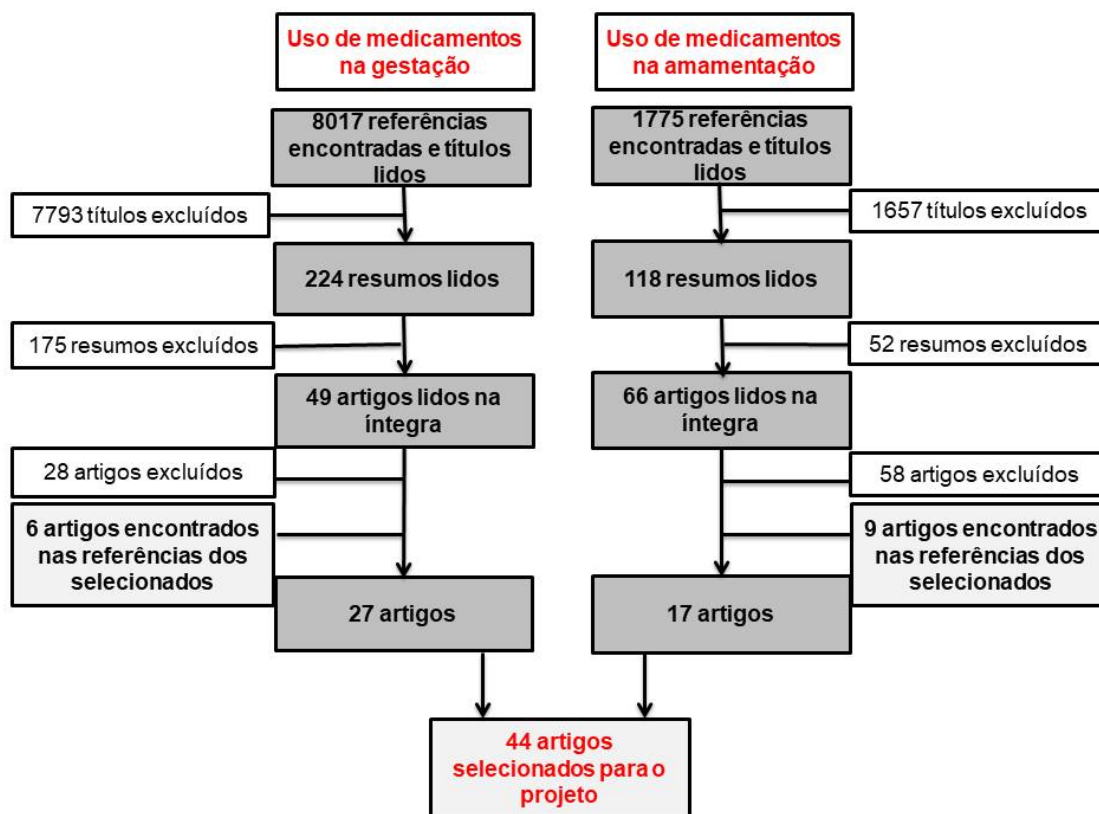 Uso de medicamentos
na gestação
Uso de medicamentos
na amamentação
8017 referências
encontradas e títulos
lidos
1775 referências
encontradas e títulos
lidos
7793 títulos excluídos
1657 títulos excluídos
224 resumos lidos
118 resumos lidos
175 resumos excluídos
52 resumos excluídos
49 artigos lidos na
íntegra
66 artigos lidos na
íntegra
28 artigos excluídos
58 artigos excluídos
6 artigos encontrados
nas referências dos
selecionados
9 artigos encontrados
nas referências dos
selecionados
27 artigos
17 artigos
44 artigos
selecionados para o
projeto